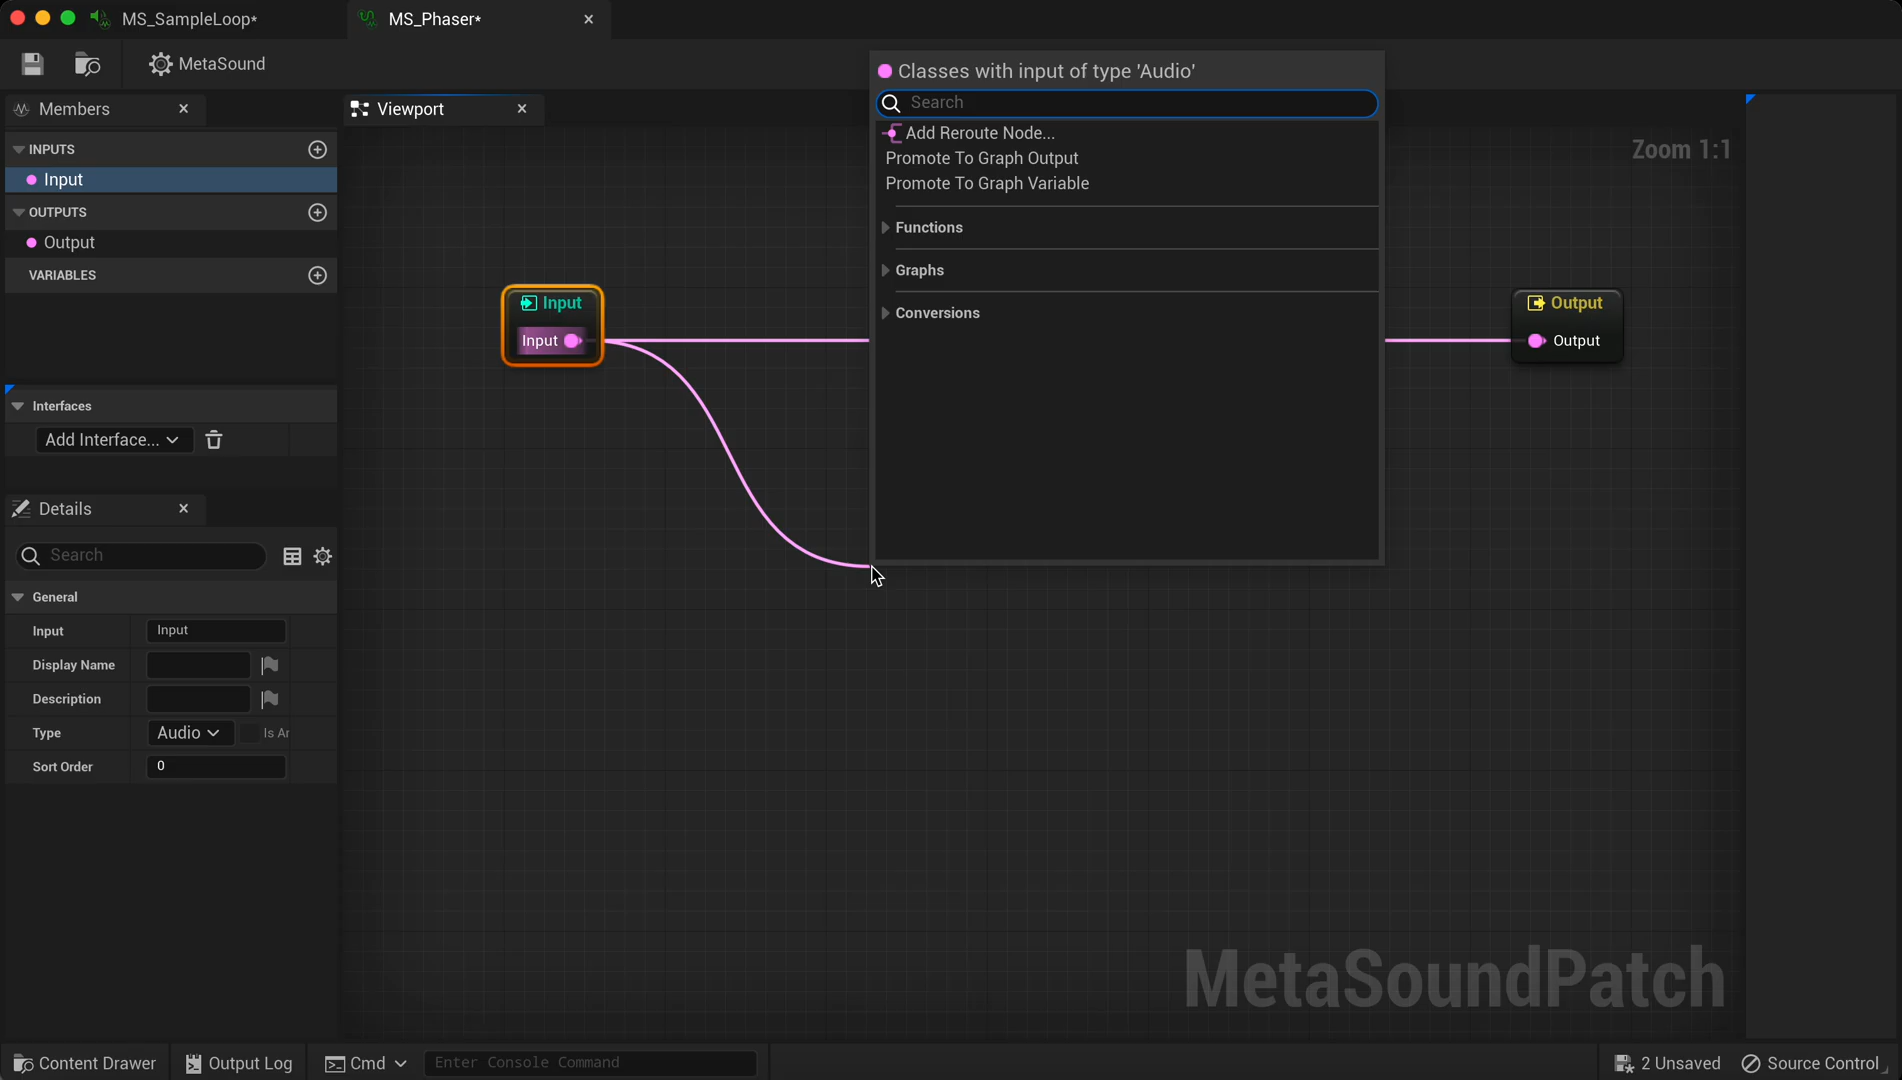 MS_SampleLoop*
MS_Phaser*
MetaSound
Members
Viewport
INPUTS
Input
OUTPUTS
Output
VARIABLES
Interfaces
Add Interface...
Details
Search
General
Input
Input
Display Name
Description
Type
Audio
Is Ar
Sort Order
0
Zoom 1:1
Classes with input of type 'Audio'
Search
Add Reroute Node...
Promote To Graph Output
Promote To Graph Variable
Functions
Graphs
Conversions
Input
Input
Output
Output
MetaSoundPatch
Content Drawer
Output Log
Cmd
Enter Console Command
2 Unsaved
Source Control